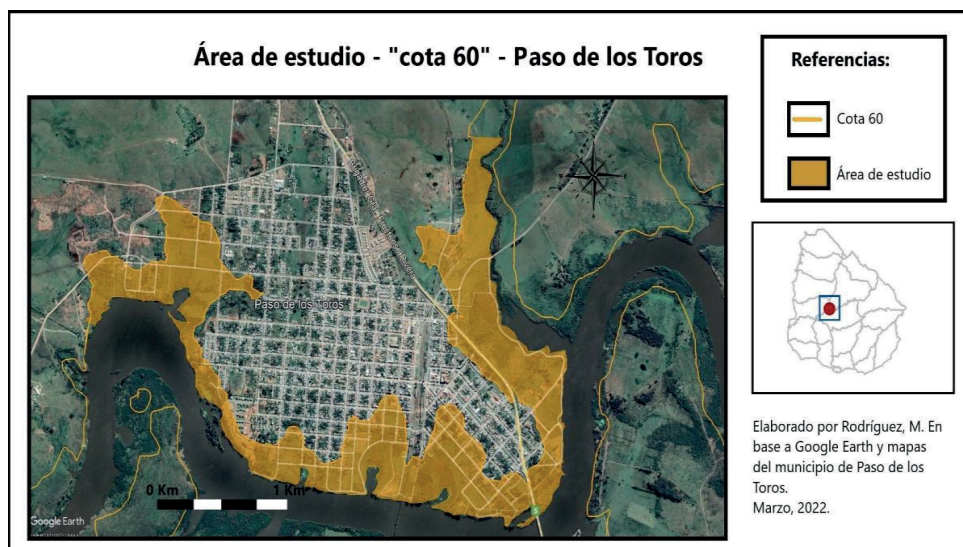 Área de estudio - "cota 60" - Paso de los Toros
Referencias:
Cota 60
Área de estudio
Paso de los Toros
0 Km
1 Km
5
Google Earth
Elaborado por Rodríguez, M. En
base a Google Earth y mapas
del municipio de Paso de los
Toros.
Marzo, 2022.